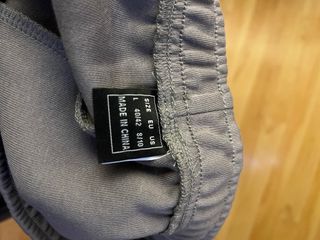 SIZE EU US
L 40/42 8/10
MADE IN CHINA